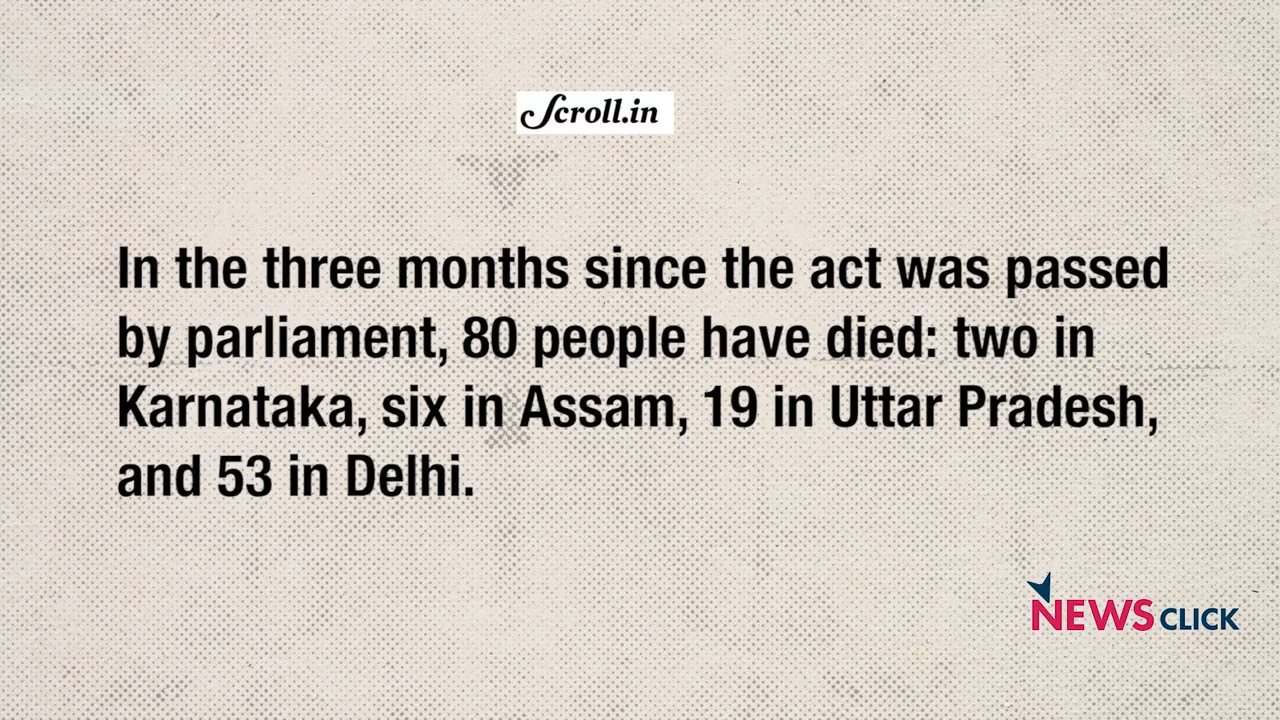 Scroll.in
In the three months since the act was passed
by parliament, 80 people have died: two in
Karnataka, six in Assam, 19 in Uttar Pradesh,
and 53 in Delhi.
NEWSCLICK